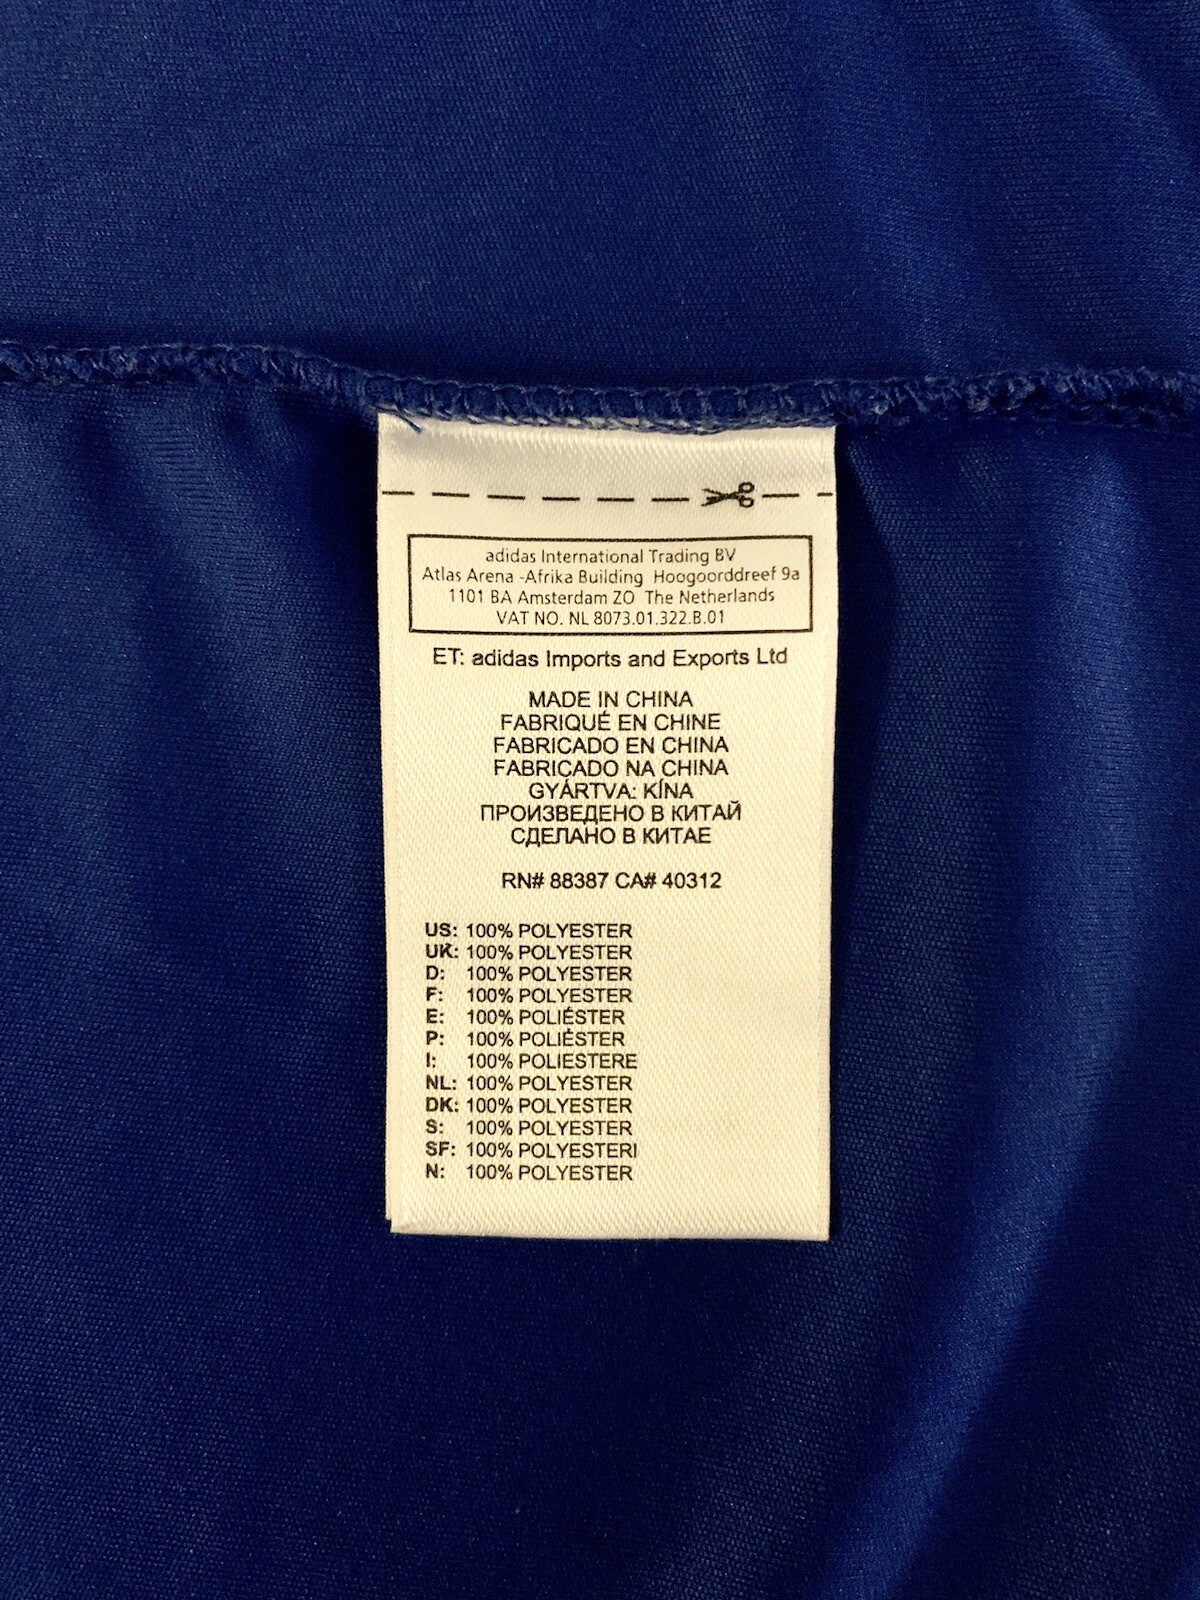 adidas International Trading BV
Atlas Arena -Afrika Building Hoogoorddreef 9a
1101 BA Amsterdam ZO The Netherlands
VAT NO. NL 8073.01.322.B.01
ET: adidas Imports and Exports Ltd
MADE IN CHINA
FABRIQUÉ EN CHINE
FABRICADO EN CHINA
FABRICADO NA CHINA
GYÁRTVA: KÍNA
ПРОИЗВЕДЕНО В КИТАЙ
СДЕЛАНО В КИТАЕ
RN# 88387 CA# 40312
US: 100% POLYESTER
UK: 100% POLYESTER
D: 100% POLYESTER
F: 100% POLYESTER
E: 100% POLIÉSTER
P: 100% POLIÉSTER
I: 100% POLIESTERE
NL: 100% POLYESTER
DK: 100% POLYESTER
S: 100% POLYESTER
SF: 100% POLYESTERI
N: 100% POLYESTER